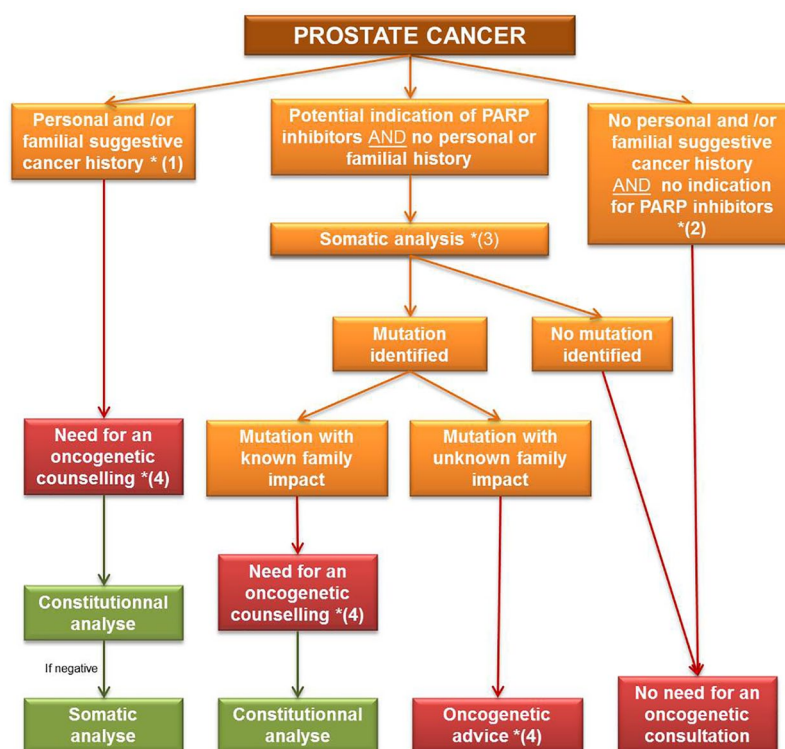 PROSTATE CANCER
Personal and /or
familial suggestive
cancer history * (1)
Potential indication of PARP
inhibitors AND no personal or
familial history
No personal and/or
familial suggestive
cancer history
AND no indication
for PARP inhibitors
*(2)
Somatic analysis *(3)
Mutation
identified
No mutation
identified
Need for an
oncogenetic
counselling *(4)
Mutation with
known family
impact
Mutation with
unknown family
impact
Constitutionnal
analyse
Need for an
oncogenetic
counselling *(4)
If negative
Somatic
analyse
Constitutionnal
analyse
Oncogenetic
advice *(4)
No need for an
oncogenetic
consultation